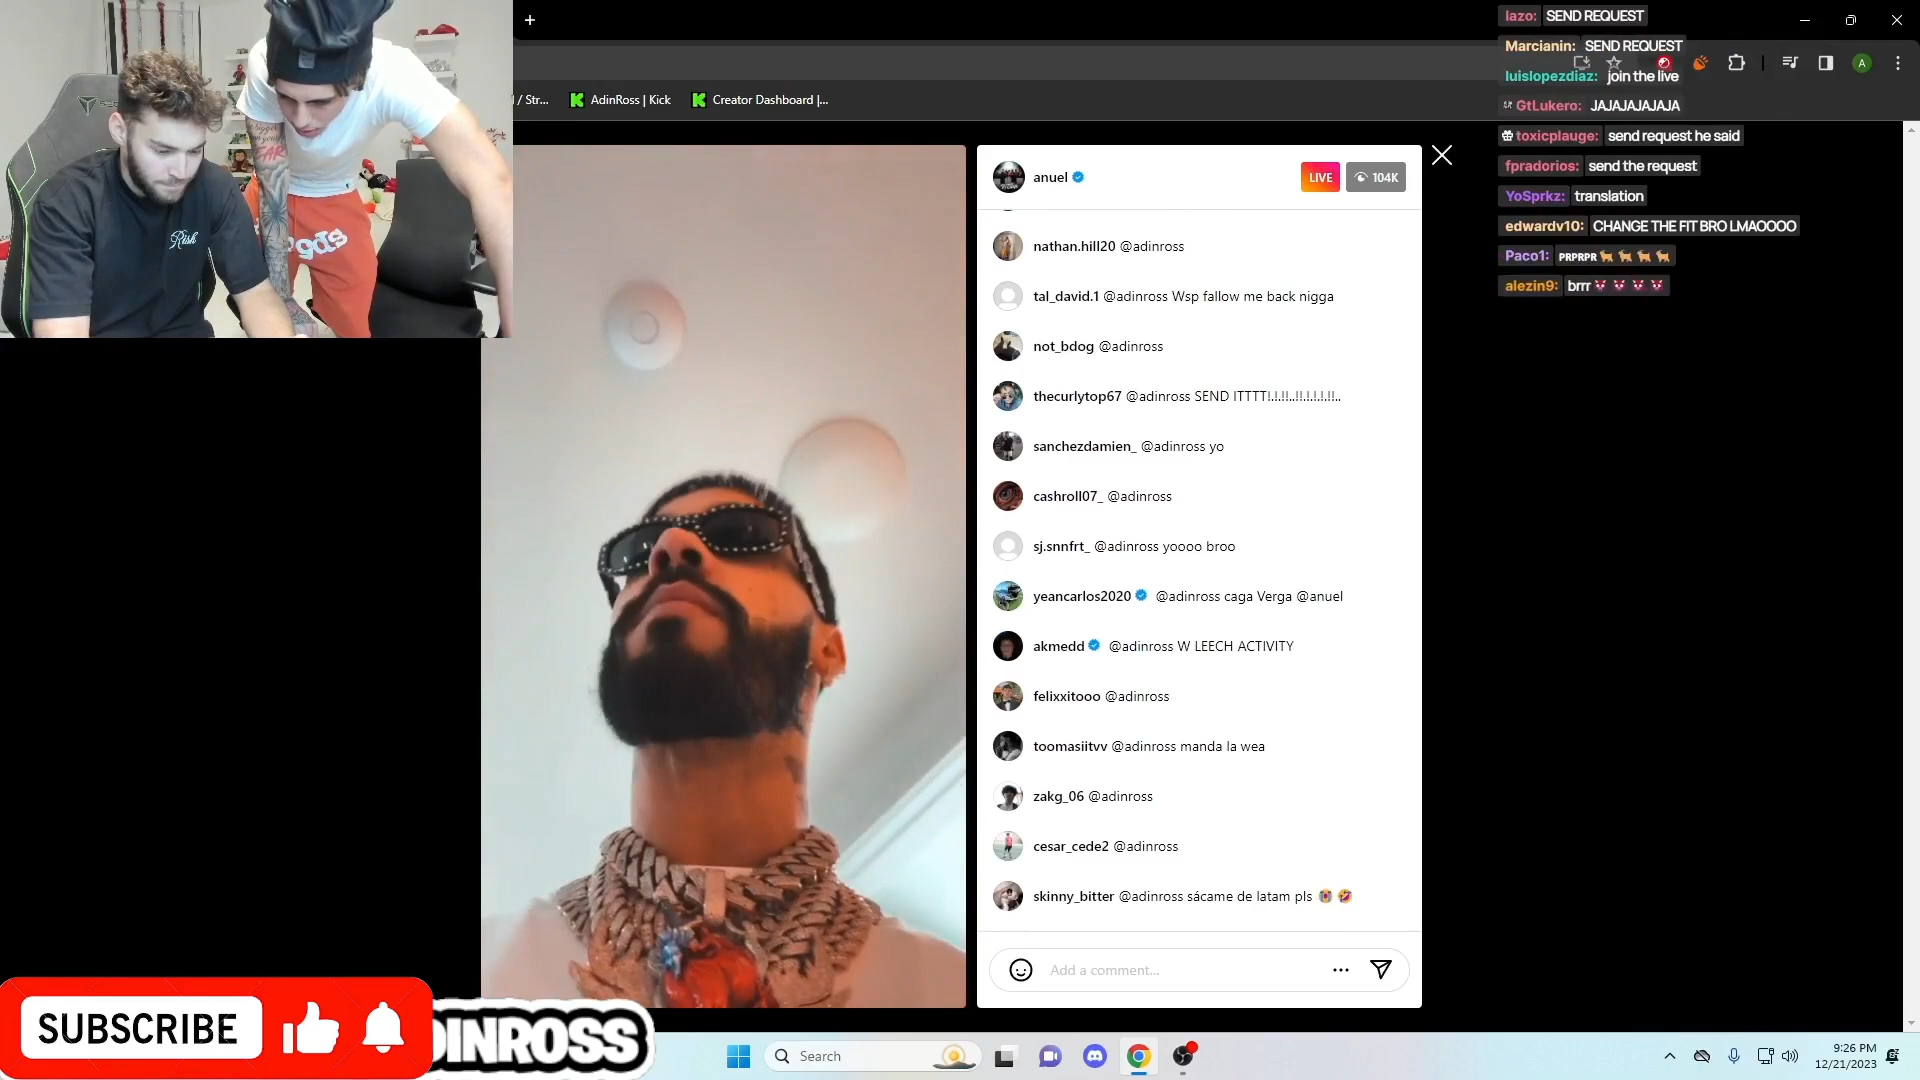 / Str...
AdinRoss | Kick
Creator Dashboard |...
A
Risk
lazo: SEND REQUEST
Marcianin: SEND REQUEST
luislopezdiaz: join the live
GtLukero: JAJAJAJAJAJA
toxicplauge: send request he said
fpradorios: send the request
YoSprkz: translation
edwardv10: CHANGE THE FIT BRO LMAOOOO
Paco1: PRPRPR
alezin9: brrr
anuel
LIVE
104K
nathan.hill20 @adinross
tal_david.1 @adinross Wsp fallow me back nigga
not_bdog @adinross
thecurlytop67 @adinross SEND ITTTT!.!.!!..!!.!.!.!.!!..
sanchezdamien_ @adinross yo
cashroll07_ @adinross
sj.snnfrt_ @adinross yoooo broo
yeancarlos2020 @adinross caga Verga @anuel
akmedd @adinross W LEECH ACTIVITY
felixxitooo @adinross
toomasiitvv @adinross manda la wea
zakg_06 @adinross
cesar_cede2 @adinross
skinny_bitter @adinross sácame de latam pls
Add a comment...
SUBSCRIBE
DINROSS
Search
9:26 PM
12/21/2023